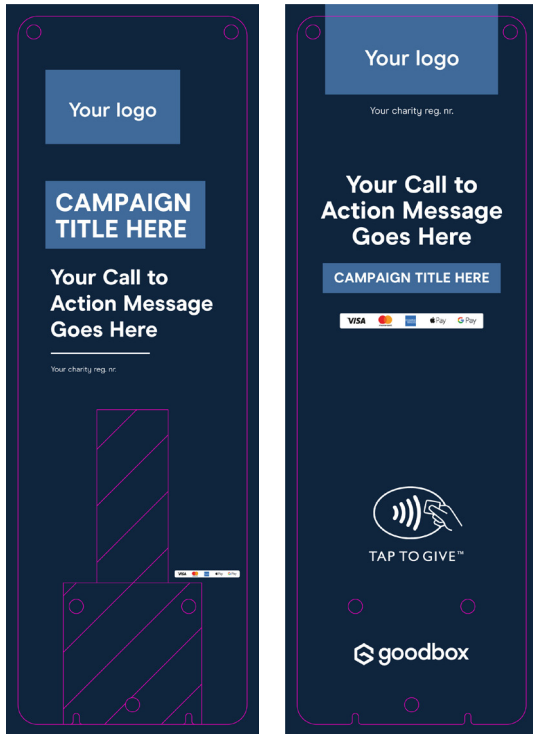 Your logo
CAMPAIGN
TITLE HERE
Your Call to
Action Message
Goes Here
Your charity reg. nr.
VISA
Pay
G Pay
Your logo
Your charity reg. nr.
Your Call to
Action Message
Goes Here
CAMPAIGN TITLE HERE
VISA
Pay
G Pay
TAP TO GIVE™
goodbox